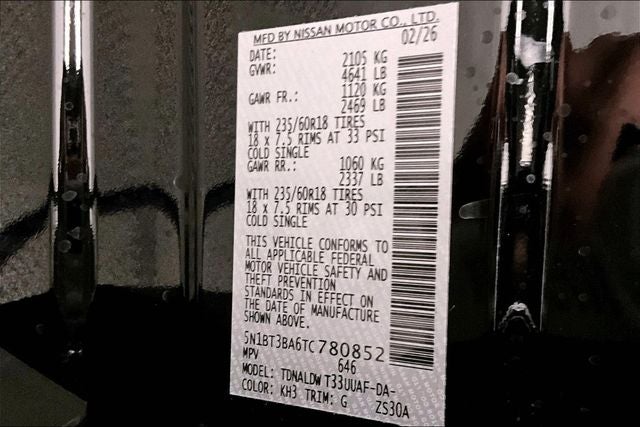 MFD BY NISSAN MOTOR CO., LTD.
DATE: 02/26
GVWR: 2105 KG
4641 LB
GAWR FR.: 1120 KG
2469 LB
WITH 235/60R18 TIRES
18 x 7.5 RIMS AT 33 PSI
COLD SINGLE
GAWR RR.: 1060 KG
2337 LB
WITH 235/60R18 TIRES
18 x 7.5 RIMS AT 30 PSI
COLD SINGLE
THIS VEHICLE CONFORMS TO
ALL APPLICABLE FEDERAL
MOTOR VEHICLE SAFETY AND
THEFT PREVENTION
STANDARDS IN EFFECT ON
THE DATE OF MANUFACTURE
SHOWN ABOVE.
5N1BT3BA6TC780852
MPV 646
MODEL: TDNALDW T33UUAF-DA-
COLOR: KH3 TRIM: G ZS30A